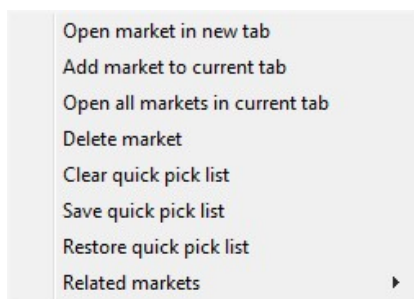 Open market in new tab
Add market to current tab
Open all markets in current tab
Delete market
Clear quick pick list
Save quick pick list
Restore quick pick list
Related markets